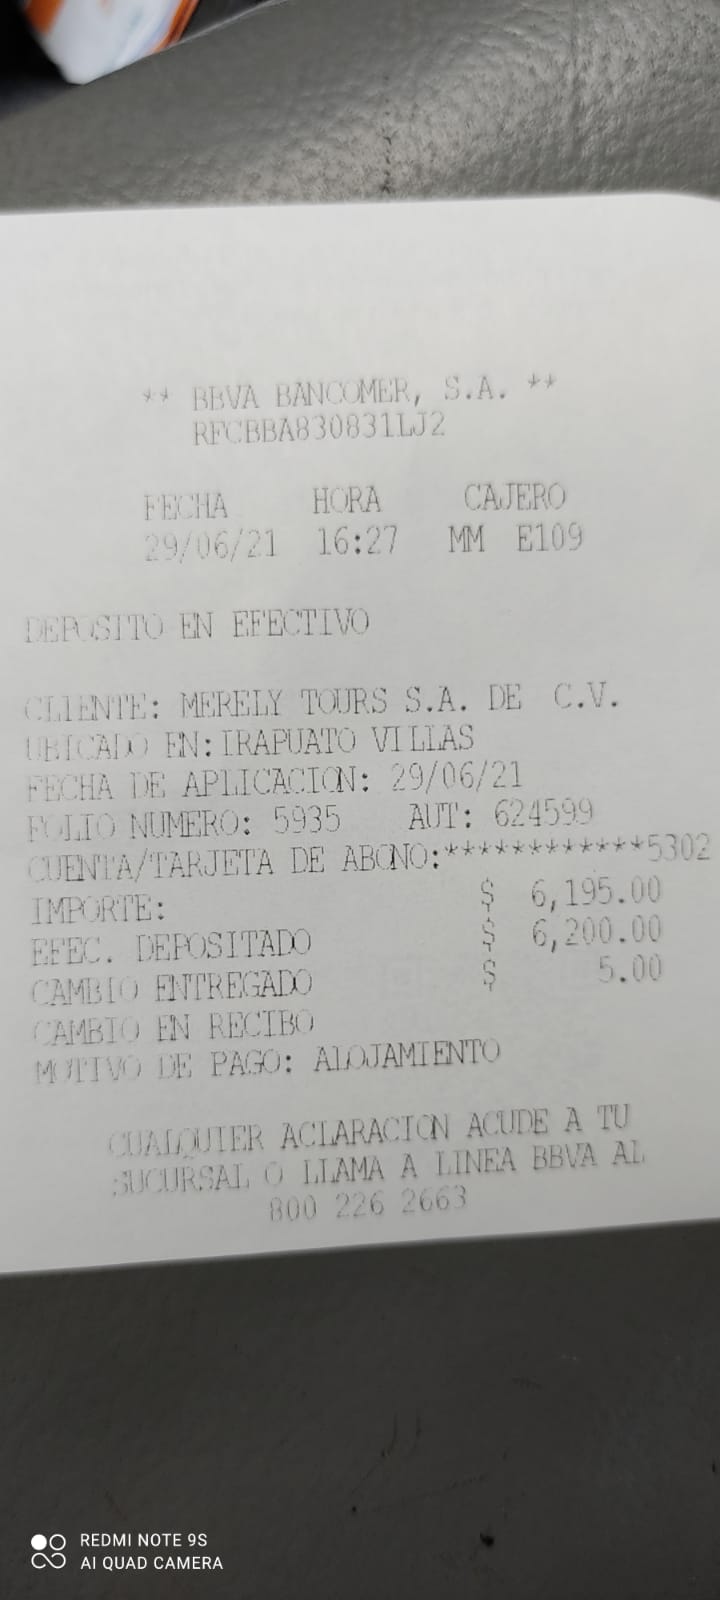 ** BBVA BANCOMER, S.A. **
RFCBBA830831LJ2
FECHA HORA CAJERO
29/06/21 16:27 MM E109
DEPOSITO EN EFECTIVO
CLIENTE: MERELY TOURS S.A. DE C.V.
UBICADO EN:IRAPUATO VILLAS
FECHA DE APLICACION: 29/06/21
FOLIO NUMERO: 5935 AUT: 624599
CUENTA/TARJETA DE ABONO:************5302
IMPORTE: $ 6,195.00
EFEC. DEPOSITADO $ 6,200.00
CAMBIO ENTREGADO $ 5.00
CAMBIO EN RECIBO
MOTIVO DE PAGO: ALOJAMIENTO
CUALQUIER ACLARACION ACUDE A TU
SUCURSAL O LLAMA A LINEA BBVA AL
800 226 2663
REDMI NOTE 9S
AI QUAD CAMERA